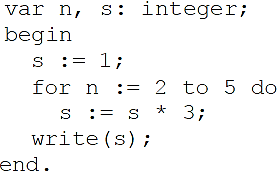 var n, s: integer;
begin
  s := 1;
  for n := 2 to 5 do
    s := s * 3;
  write(s);
end.